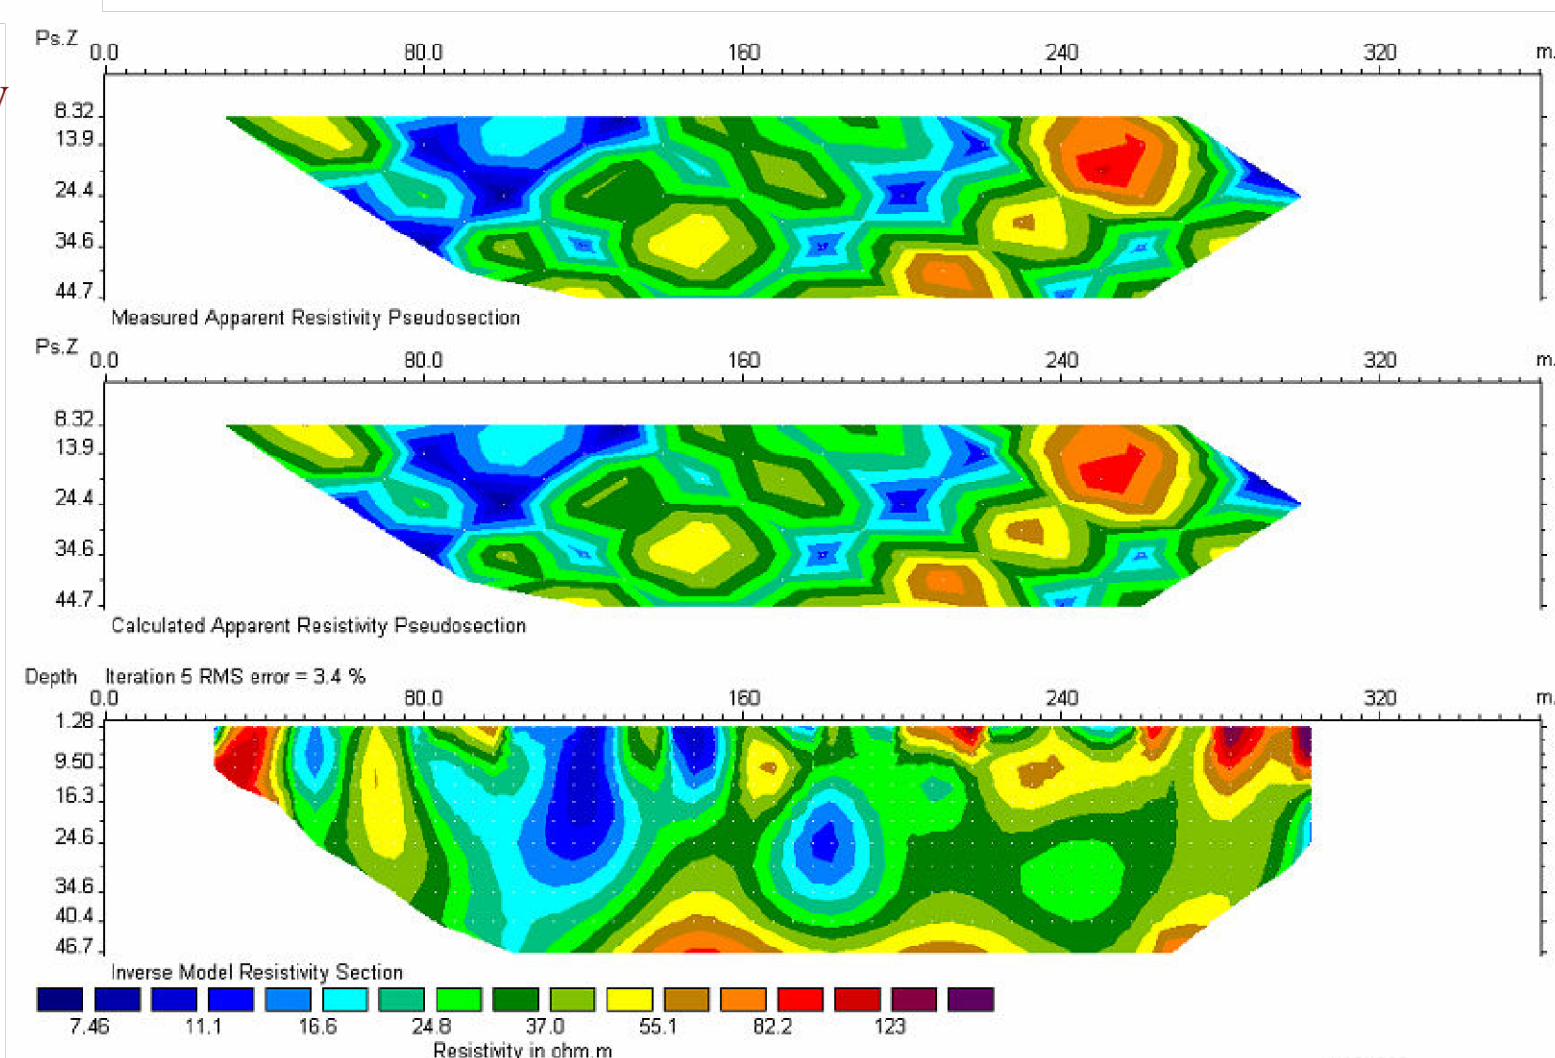 Ps.Z 0.0 80.0 160 240 320 m.
8.32
13.9
24.4
34.6
44.7
Measured Apparent Resistivity Pseudosection
Ps.Z 0.0 80.0 160 240 320 m.
8.32
13.9
24.4
34.6
44.7
Calculated Apparent Resistivity Pseudosection
Depth Iteration 5 RMS error = 3.4 %
0.0 80.0 160 240 320 m.
1.28
9.50
16.3
24.6
34.6
40.4
46.7
Inverse Model Resistivity Section
7.46 11.1 16.6 24.8 37.0 55.1 82.2 123
Resistivity in ohm.m